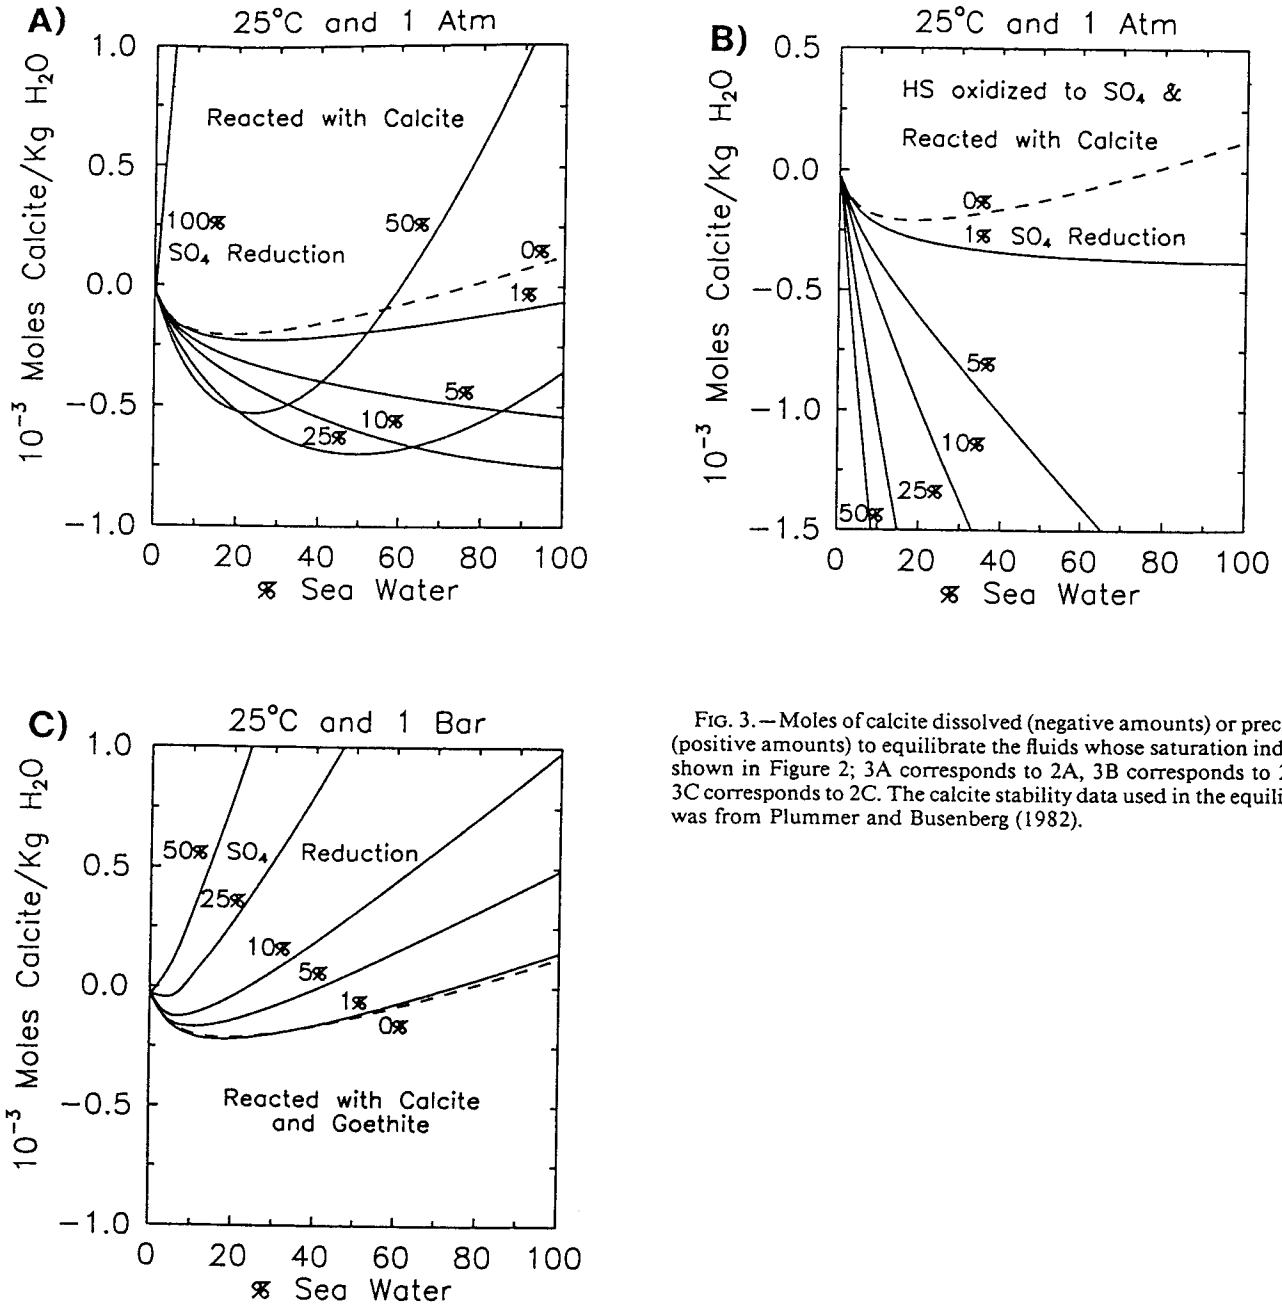 A)
25°C and 1 Atm
10⁻³ Moles Calcite/Kg H₂O
1.0
0.5
0.0
−0.5
−1.0
Reacted with Calcite
100%
SO₄ Reduction
50%
0%
1%
5%
10%
25%
0 20 40 60 80 100
% Sea Water
B)
25°C and 1 Atm
10⁻³ Moles Calcite/Kg H₂O
0.5
0.0
−0.5
−1.0
−1.5
HS oxidized to SO₄ &
Reacted with Calcite
0%
1% SO₄ Reduction
5%
10%
25%
50%
0 20 40 60 80 100
% Sea Water
C)
25°C and 1 Bar
10⁻³ Moles Calcite/Kg H₂O
1.0
0.5
0.0
−0.5
−1.0
50% SO₄ Reduction
25%
10%
5%
1%
0%
Reacted with Calcite
and Goethite
0 20 40 60 80 100
% Sea Water
FIG. 3.—Moles of calcite dissolved (negative amounts) or prec
(positive amounts) to equilibrate the fluids whose saturation ind
shown in Figure 2; 3A corresponds to 2A, 3B corresponds to
3C corresponds to 2C. The calcite stability data used in the equili
was from Plummer and Busenberg (1982).